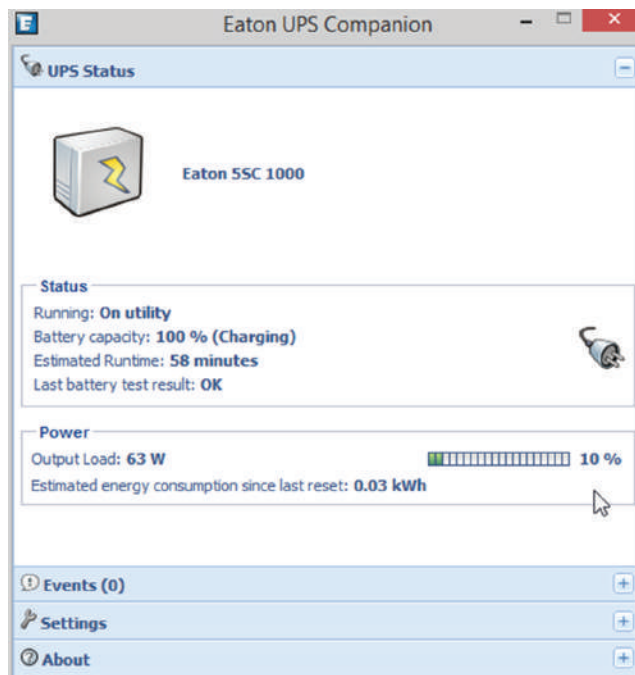 E Eaton UPS Companion
UPS Status
Eaton 5SC 1000
Status
Running: On utility
Battery capacity: 100 % (Charging)
Estimated Runtime: 58 minutes
Last battery test result: OK
Power
Output Load: 63 W 10 %
Estimated energy consumption since last reset: 0.03 kWh
Events (0)
Settings
About